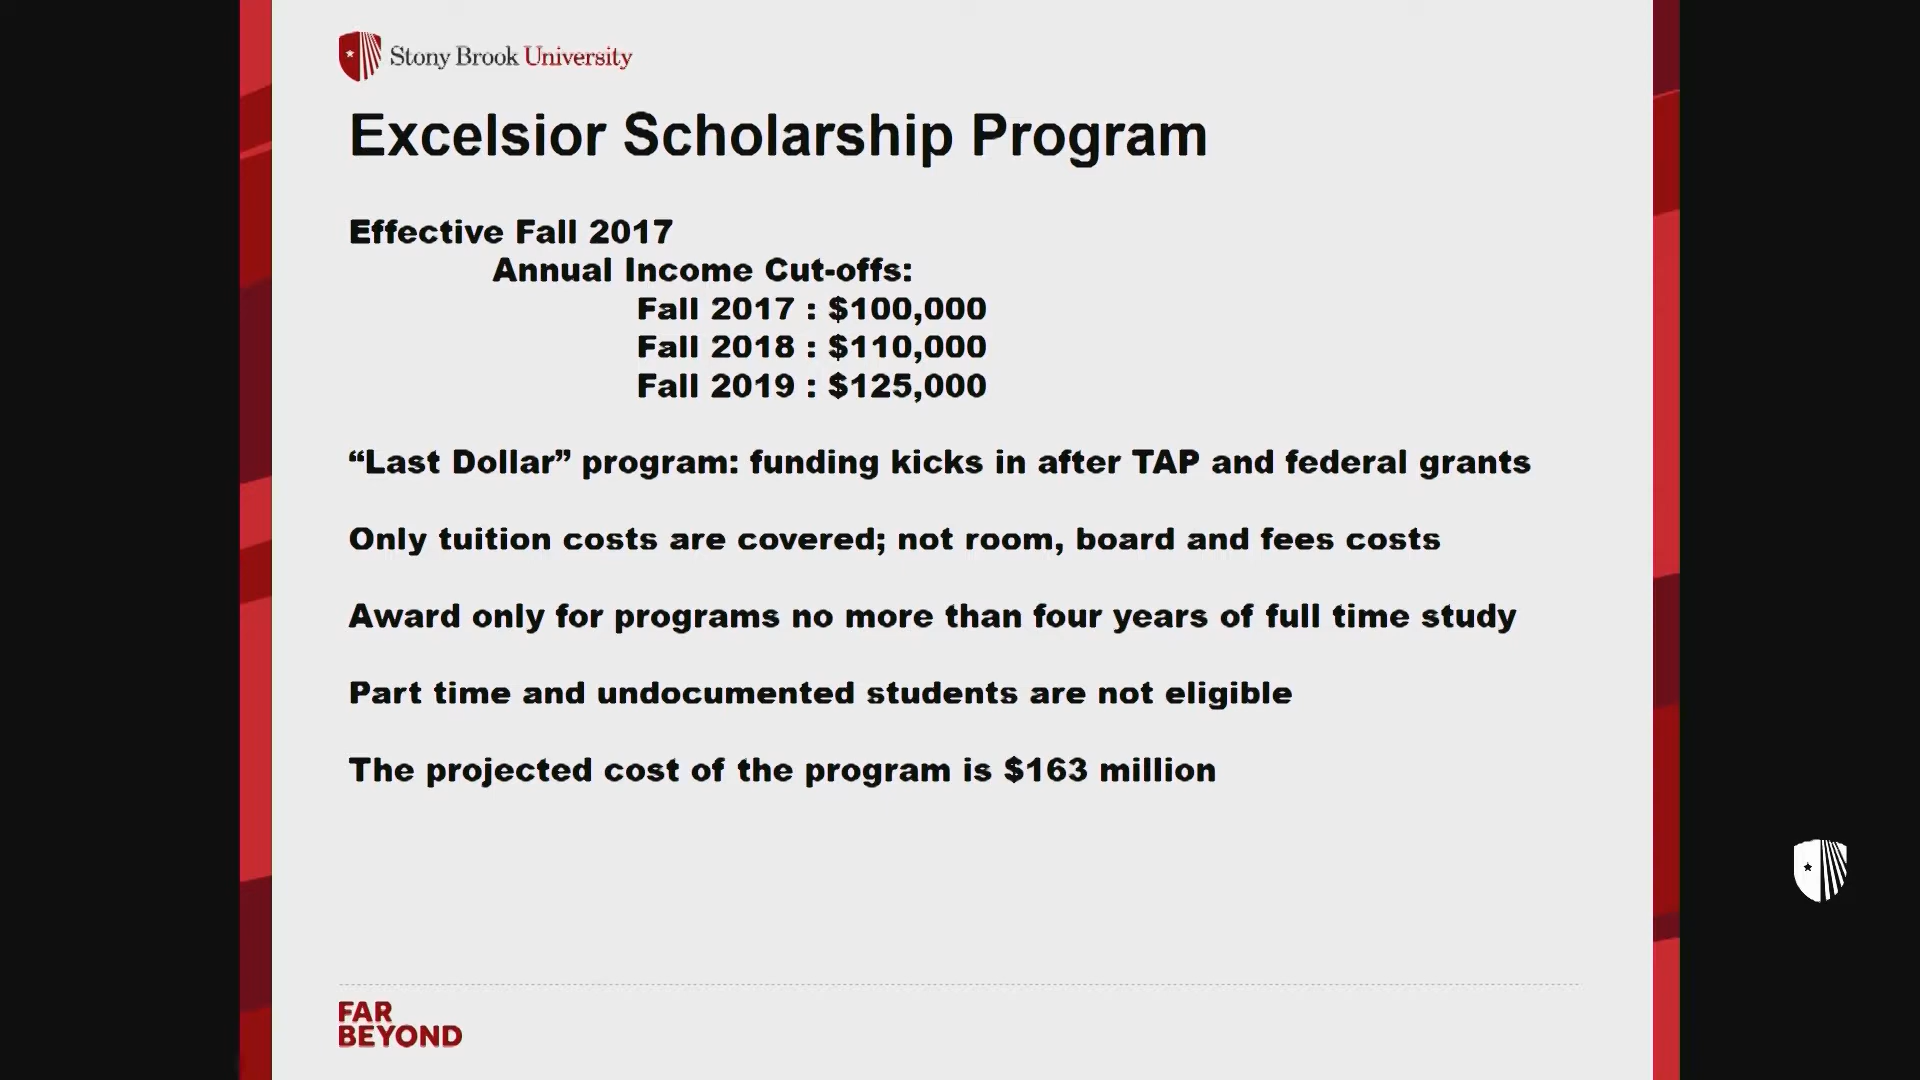 Stony Brook University
Excelsior Scholarship Program
Effective Fall 2017
Annual Income Cut-offs:
Fall 2017 : $100,000
Fall 2018 : $110,000
Fall 2019 : $125,000
“Last Dollar” program: funding kicks in after TAP and federal grants
Only tuition costs are covered; not room, board and fees costs
Award only for programs no more than four years of full time study
Part time and undocumented students are not eligible
The projected cost of the program is $163 million
FAR
BEYOND